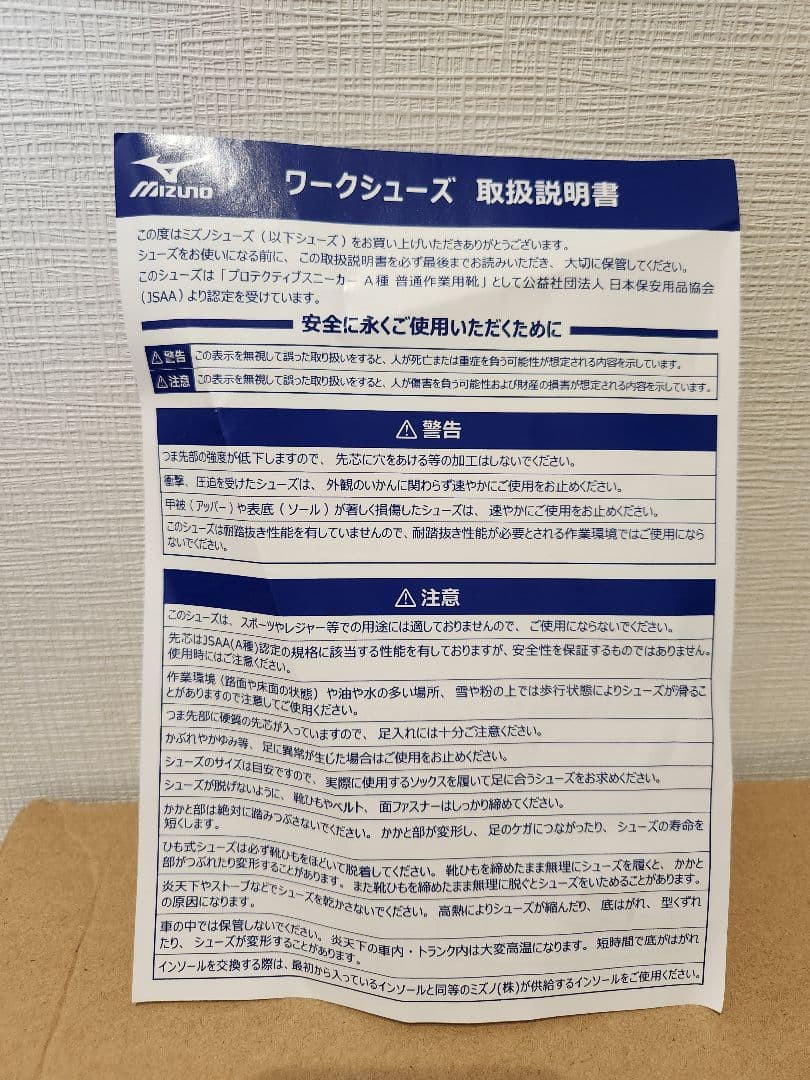 MIZUNO
ワークシューズ 取扱説明書
この度はミズノシューズ（以下シューズ）をお買い上げいただきありがとうございます。
シューズをお使いになる前に、この取扱説明書を必ず最後までお読みいただき、大切に保管してください。
このシューズは「プロテクティブスニーカー A種 普通作業用靴」として公益社団法人 日本保安用品協会
(JSAA) より認定を受けています。
安全に永くご使用いただくために
⚠警告 この表示を無視して誤った取り扱いをすると、人が死亡または重症を負う可能性が想定される内容を示しています。
⚠注意 この表示を無視して誤った取り扱いをすると、人が傷害を負う可能性および財産の損害が想定される内容を示しています。
⚠ 警告
つま先部の強度が低下しますので、先芯に穴をあける等の加工はしないでください。
衝撃、圧迫を受けたシューズは、外観のいかんに関わらず速やかにご使用をお止めください。
甲被（アッパー）や表底（ソール）が著しく損傷したシューズは、速やかにご使用をお止めください。
このシューズは耐踏抜き性能を有していませんので、耐踏抜き性能が必要とされる作業環境ではご使用になら
ないでください。
⚠ 注意
このシューズは、スポーツやレジャー等での用途には適しておりませんので、ご使用にならないでください。
先芯はJSAA(A種)認定の規格に該当する性能を有しておりますが、安全性を保証するものではありません。
使用時にはご注意ください。
作業環境（路面や床面の状態）や油や水の多い場所、雪や粉の上では歩行状態によりシューズが滑るこ
とがありますので注意してご使用ください。
つま先部に硬質の先芯が入っていますので、足入れには十分ご注意ください。
かぶれやかゆみ等、足に異常が生じた場合はご使用をお止めください。
シューズのサイズは目安ですので、実際に使用するソックスを履いて足に合うシューズをお求めください。
シューズが脱げないように、靴ひもやベルト、面ファスナーはしっかり締めてください。
かかと部は絶対に踏みつぶさないでください。かかと部が変形し、足のケガにつながったり、シューズの寿命を
短くします。
ひも式シューズは必ず靴ひもをほどいて脱着してください。靴ひもを締めたまま無理にシューズを履くと、かかと
部がつぶれたり変形することがあります。また靴ひもを締めたまま無理に脱ぐとシューズをいためることがあります。
炎天下やストーブなどでシューズを乾かさないでください。高熱によりシューズが縮んだり、底はがれ、型くずれ
の原因になります。
車の中では保管しないでください。炎天下の車内・トランク内は大変高温になります。短時間で底がはがれ
たり、シューズが変形することがあります。
インソールを交換する際は、最初から入っているインソールと同等のミズノ(株)が供給するインソールをご使用ください。